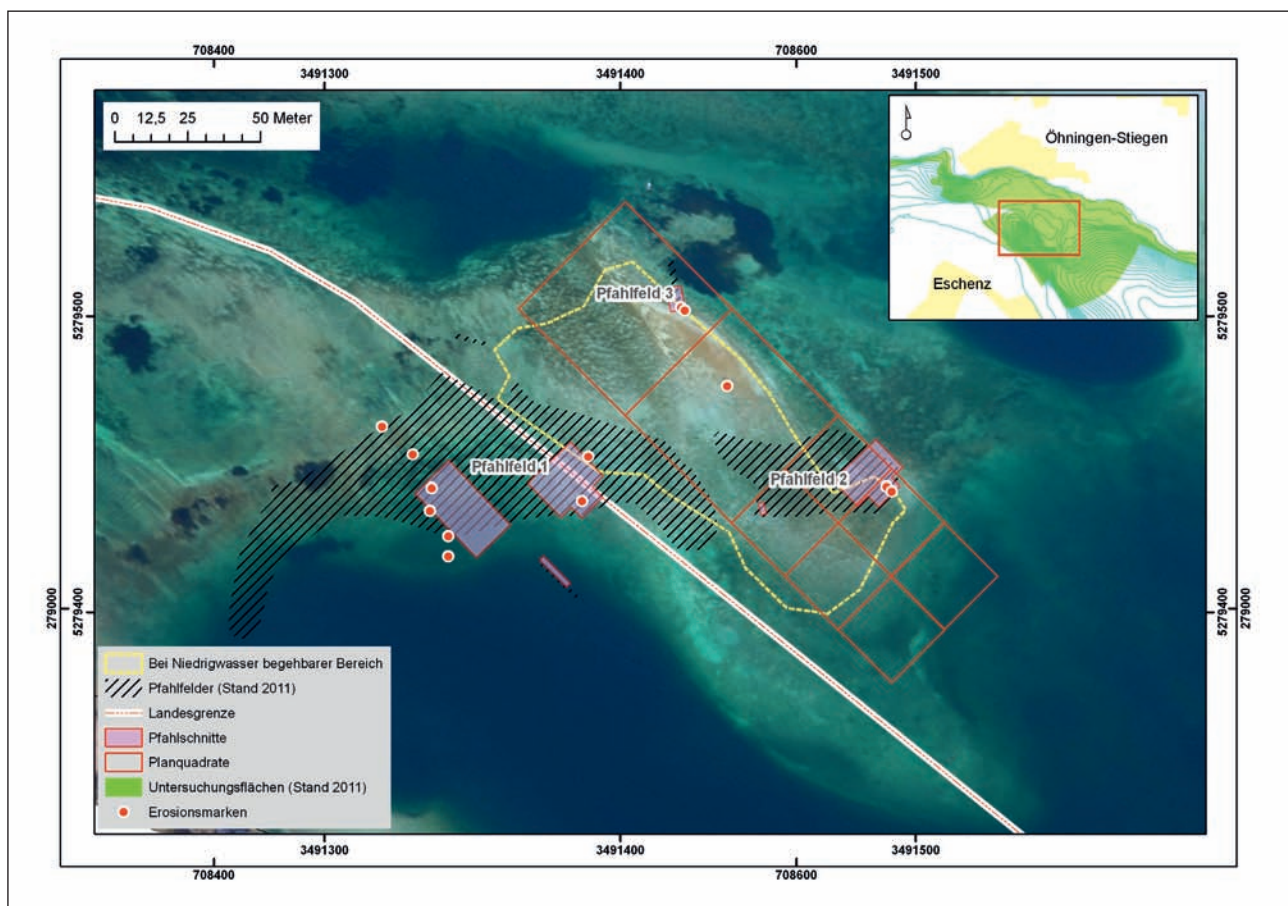 708400 708600
3491300 3491400 3491500
0 12,5 25 50 Meter
Öhningen-Stiegen
Eschenz
5279500 5279500
Pfahlfeld 3
Pfahlfeld 1
Pfahlfeld 2
279000 5279400 5279400 279000
Bei Niedrigwasser begehbarer Bereich
Pfahlfelder (Stand 2011)
Landesgrenze
Pfahlschnitte
Planquadrate
Untersuchungsflächen (Stand 2011)
Erosionsmarken
3491300 3491400 3491500
708400 708600